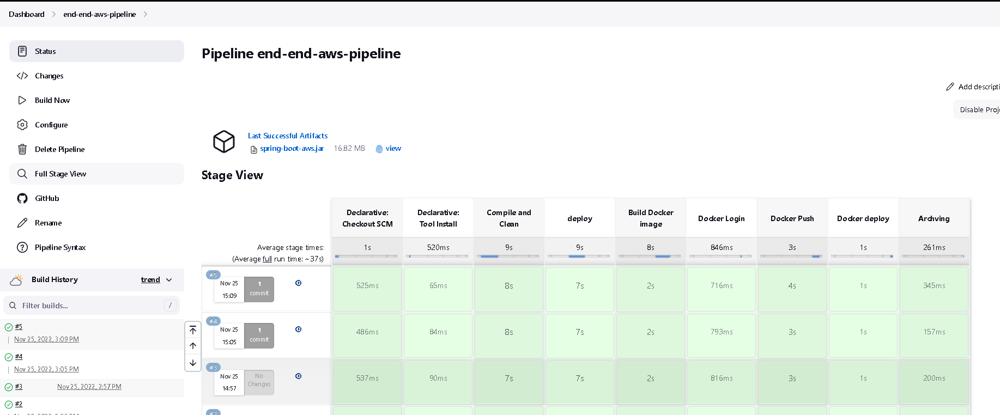 Dashboard
end-end-aws-pipeline
Status
Changes
Build Now
Configure
Delete Pipeline
Full Stage View
GitHub
Rename
Pipeline Syntax
Build History
trend
Filter builds...
/
#5
Nov 25, 2022, 3:09 PM
#4
Nov 25, 2022, 3:05 PM
#3
Nov 25, 2022, 2:57 PM
#2
Pipeline end-end-aws-pipeline
Add descripti
Disable Proje
Last Successful Artifacts
spring-boot-aws.jar 16.82 MB view
Stage View
Declarative: Checkout SCM
Declarative: Tool Install
Compile and Clean
deploy
Build Docker image
Docker Login
Docker Push
Docker deploy
Archving
Average stage times:
(Average full run time: ~37s)
1s 520ms 9s 9s 8s 846ms 3s 1s 261ms
#5
Nov 25
15:09
1
commit
525ms 65ms 8s 7s 2s 716ms 4s 1s 345ms
#4
Nov 25
15:05
1
commit
486ms 84ms 8s 7s 2s 793ms 3s 1s 157ms
#3
Nov 25
14:57
No
Changes
537ms 90ms 7s 7s 2s 816ms 3s 1s 200ms
#2